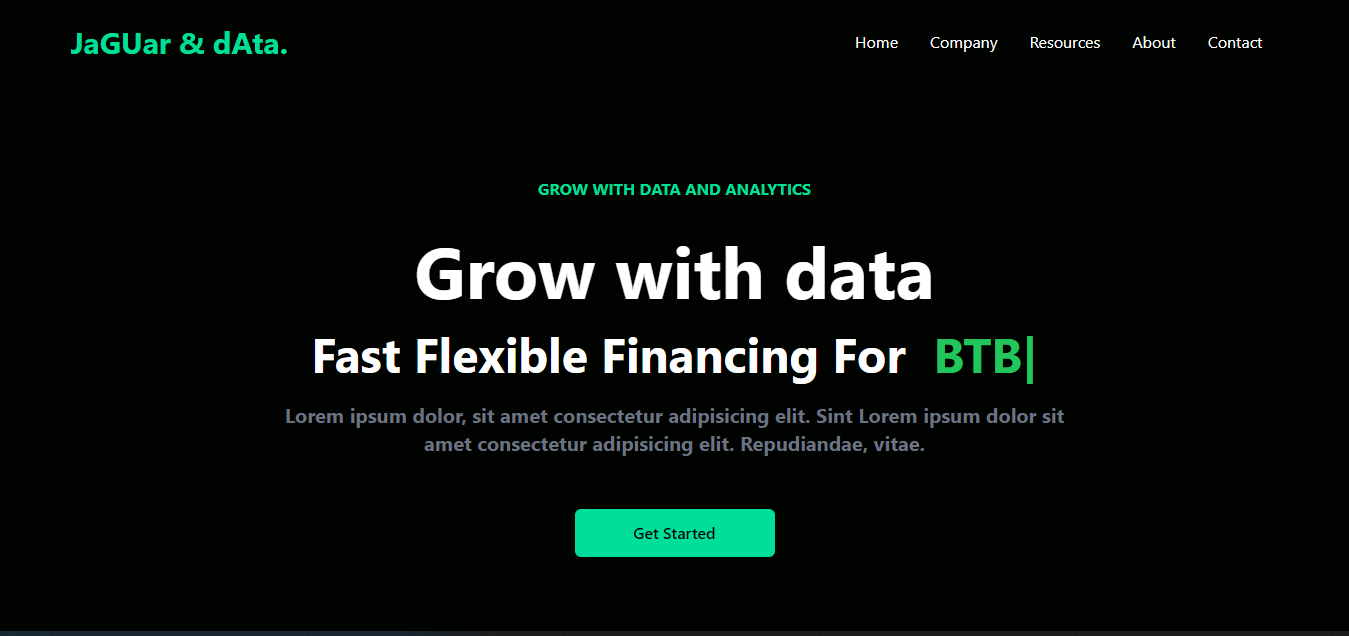 JaGUar & dAta.
Home Company Resources About Contact
GROW WITH DATA AND ANALYTICS
Grow with data
Fast Flexible Financing For BTB|
Lorem ipsum dolor, sit amet consectetur adipisicing elit. Sint Lorem ipsum dolor sit
amet consectetur adipisicing elit. Repudiandae, vitae.
Get Started